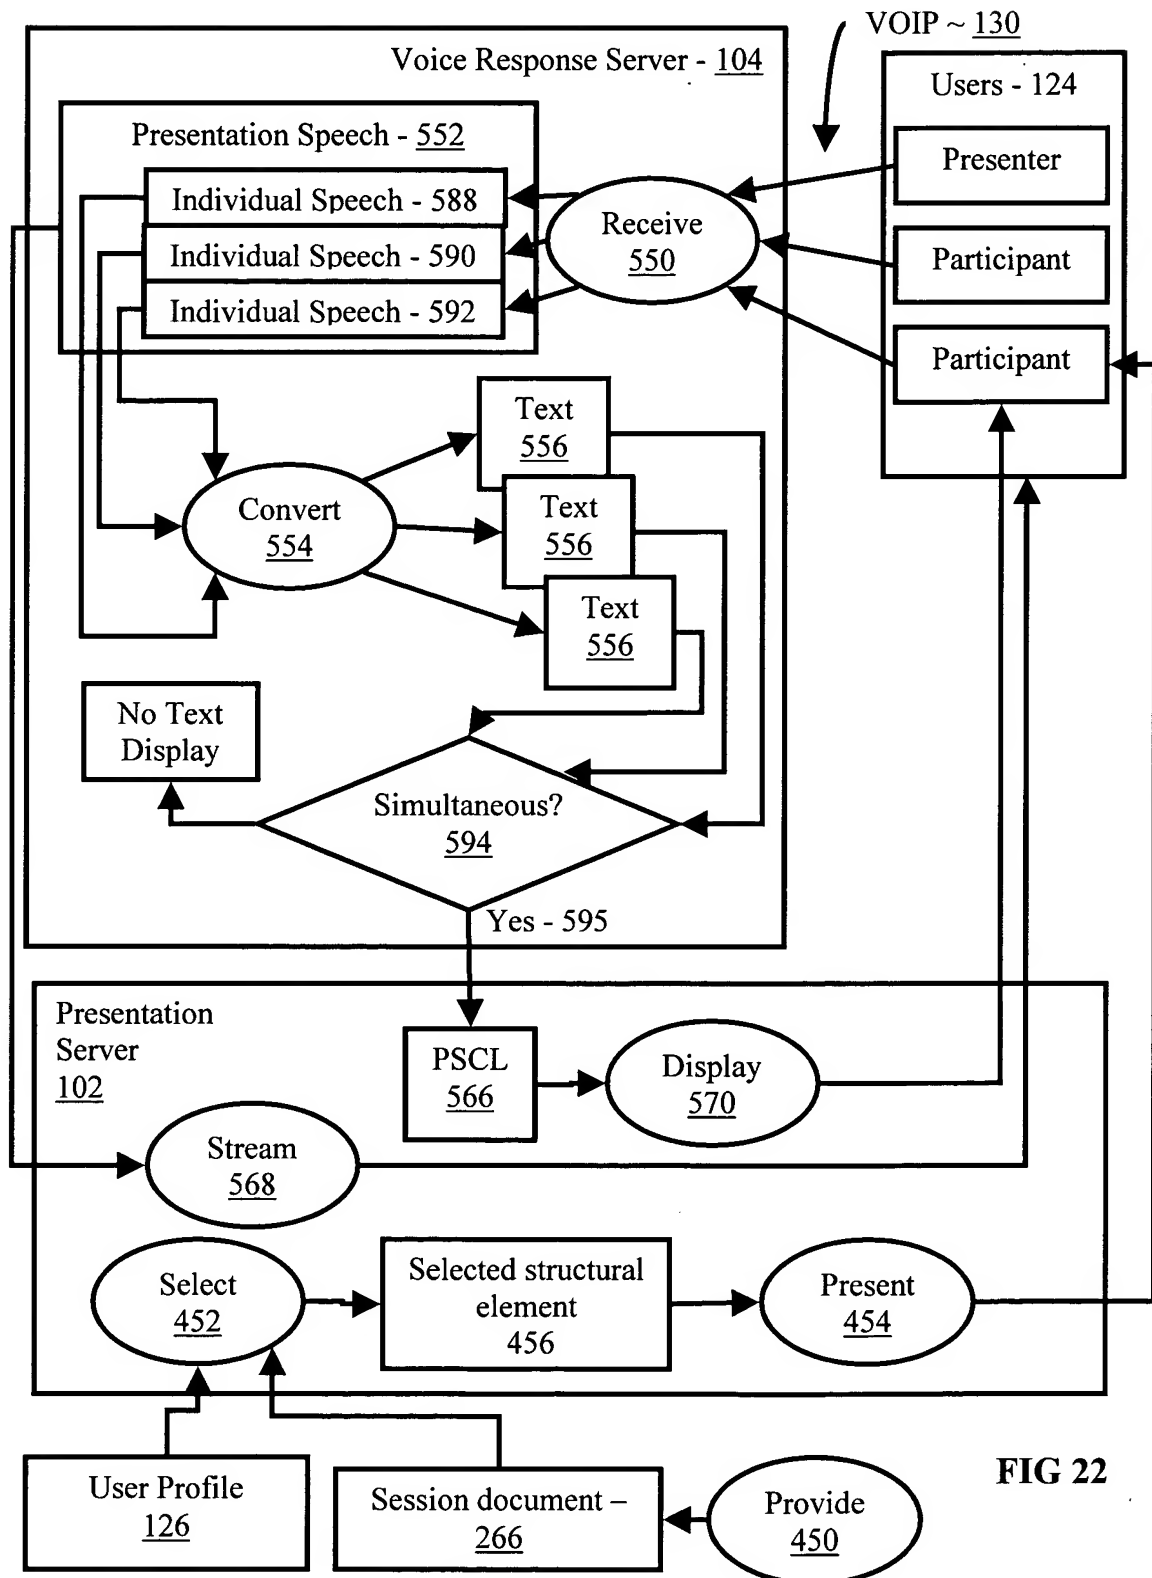 VOIP ~ 130
Voice Response Server - 104
Users - 124
Presentation Speech - 552
Presenter
Individual Speech - 588
Receive
550
Individual Speech - 590
Participant
Individual Speech - 592
Participant
Text
556
Convert
554
Text
556
Text
556
No Text
Display
Simultaneous?
594
Yes - 595
Presentation
Server
102
PSCL
566
Display
570
Stream
568
Select
452
Selected structural
element
456
Present
454
User Profile
126
Session document –
266
Provide
450
FIG 22